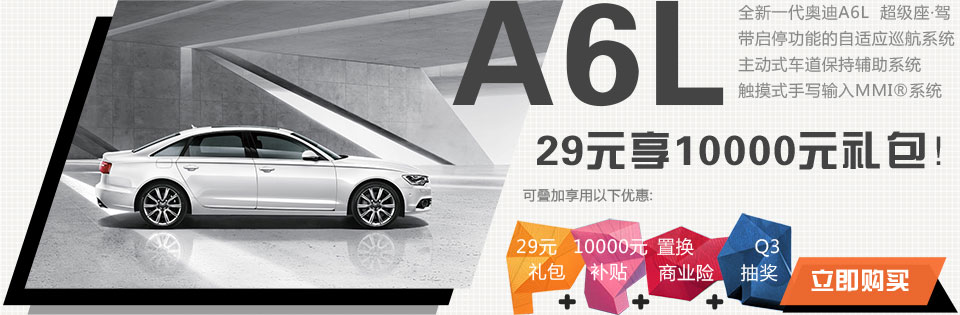 A6L
全新一代奥迪A6L 超级座·驾
带启停功能的自适应巡航系统
主动式车道保持辅助系统
触摸式手写输入MMI®系统
29元享10000元礼包!
可叠加享用以下优惠:
29元
礼包
+
10000元
补贴
+
置换
商业险
+
Q3
抽奖
立即购买